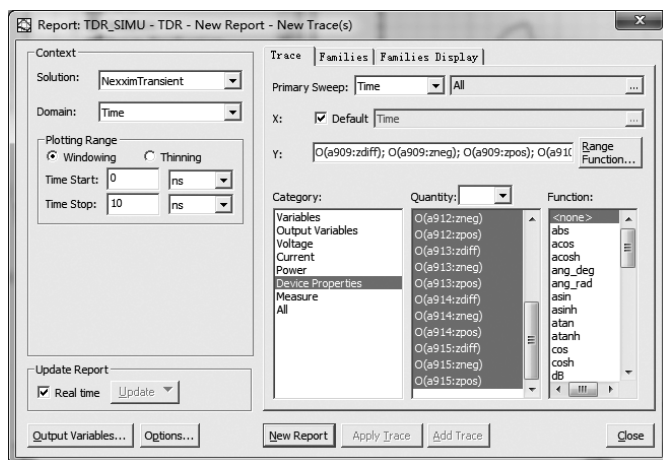 Report: TDR_SIMU - TDR - New Report - New Trace(s)
Context
Solution: NexximTransient
Domain: Time
Plotting Range
Windowing Thinning
Time Start: 0 ns
Time Stop: 10 ns
Update Report
Real time Update
Output Variables... Options...
Trace Families Families Display
Primary Sweep: Time All ...
X: Default Time ...
Y: O(a909:zdiff); O(a909:zneg); O(a909:zpos); O(a910
Range Function...
Category:
Variables
Output Variables
Voltage
Current
Power
Device Properties
Measure
All
Quantity:
O(a912:zneg)
O(a912:zpos)
O(a913:zdiff)
O(a913:zneg)
O(a913:zpos)
O(a914:zdiff)
O(a914:zneg)
O(a914:zpos)
O(a915:zdiff)
O(a915:zneg)
O(a915:zpos)
Function:
<none>
abs
acos
acosh
ang_deg
ang_rad
asin
asinh
atan
atanh
cos
cosh
dB
New Report Apply Trace Add Trace Close